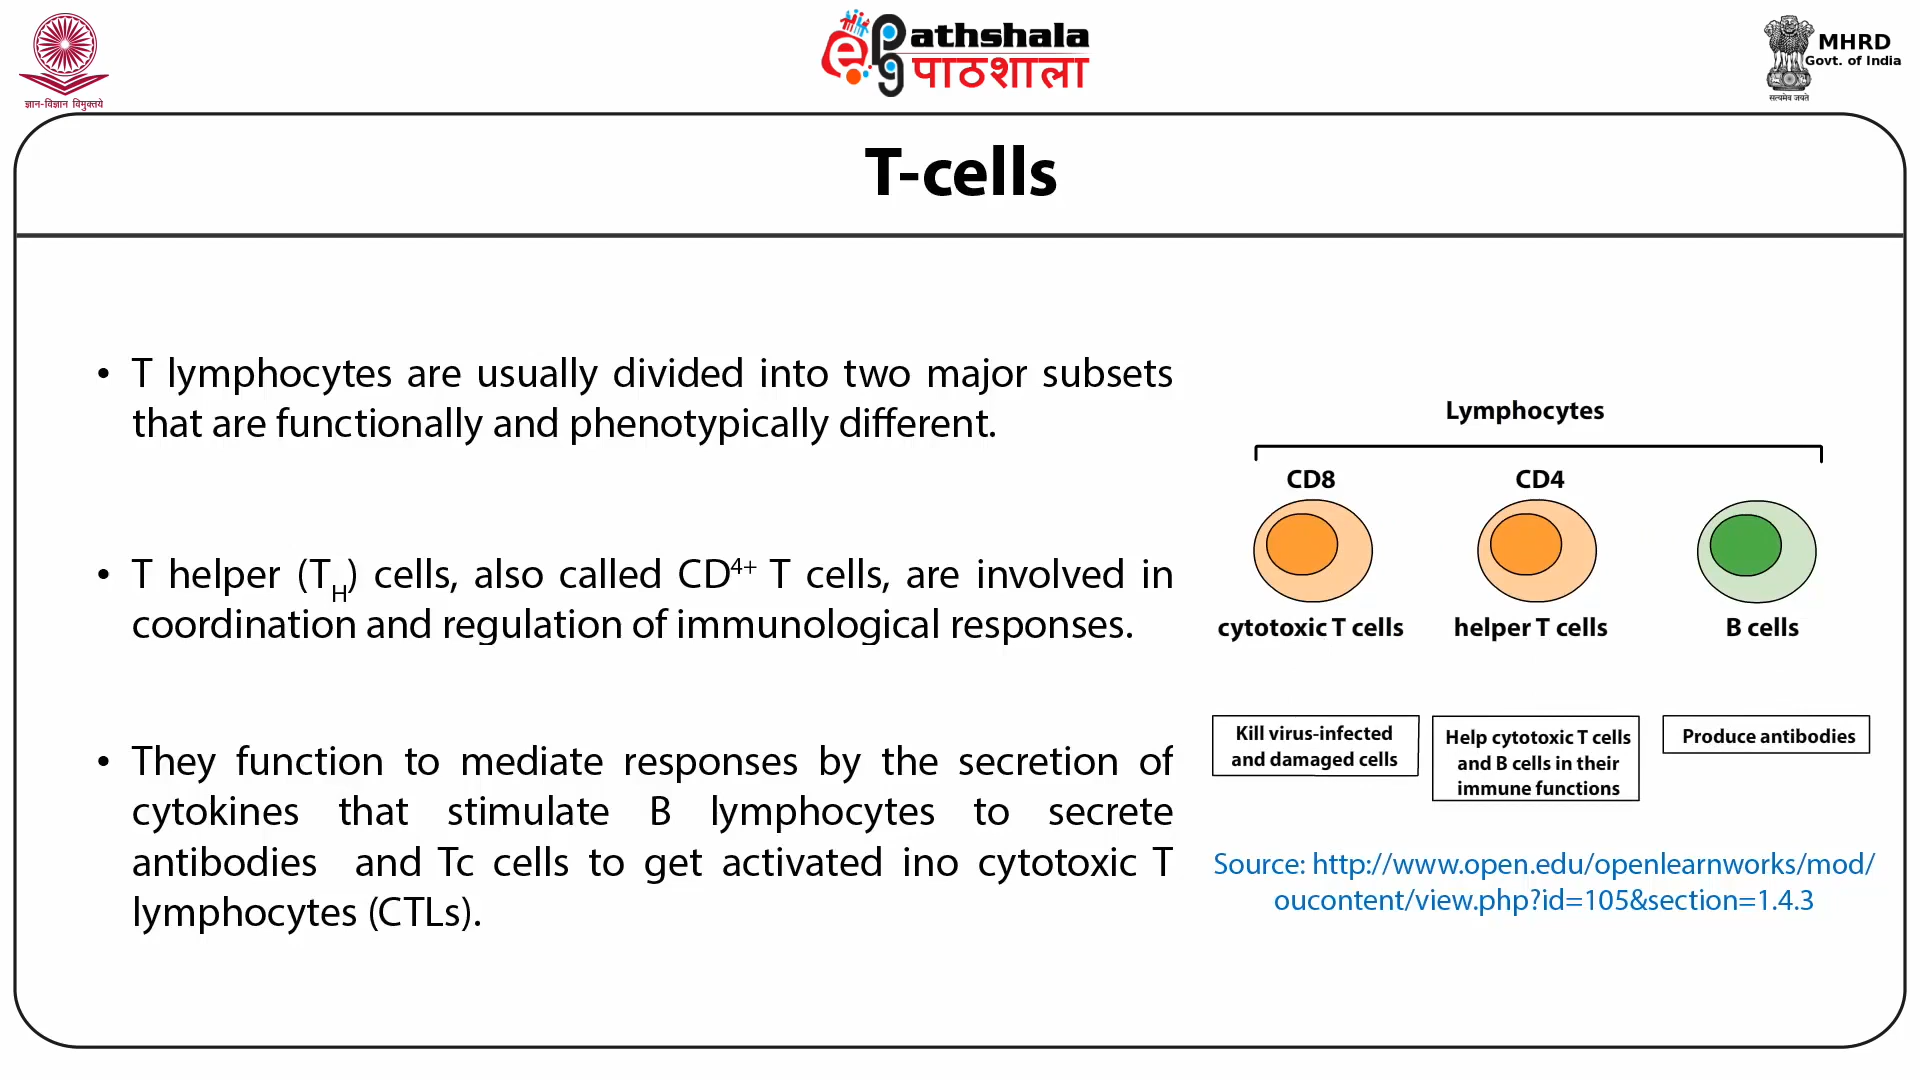 ज्ञान-विज्ञान विमुक्तये
ePathshala
पाठशाला
MHRD
Govt. of India
सत्यमेव जयते
T-cells
• T lymphocytes are usually divided into two major subsets
that are functionally and phenotypically different.
• T helper (TH) cells, also called CD4+ T cells, are involved in
coordination and regulation of immunological responses.
• They function to mediate responses by the secretion of
cytokines that stimulate B lymphocytes to secrete
antibodies and Tc cells to get activated ino cytotoxic T
lymphocytes (CTLs).
Lymphocytes
CD8
CD4
cytotoxic T cells
helper T cells
B cells
Kill virus-infected
and damaged cells
Help cytotoxic T cells
and B cells in their
immune functions
Produce antibodies
Source: http://www.open.edu/openlearnworks/mod/
oucontent/view.php?id=105&section=1.4.3